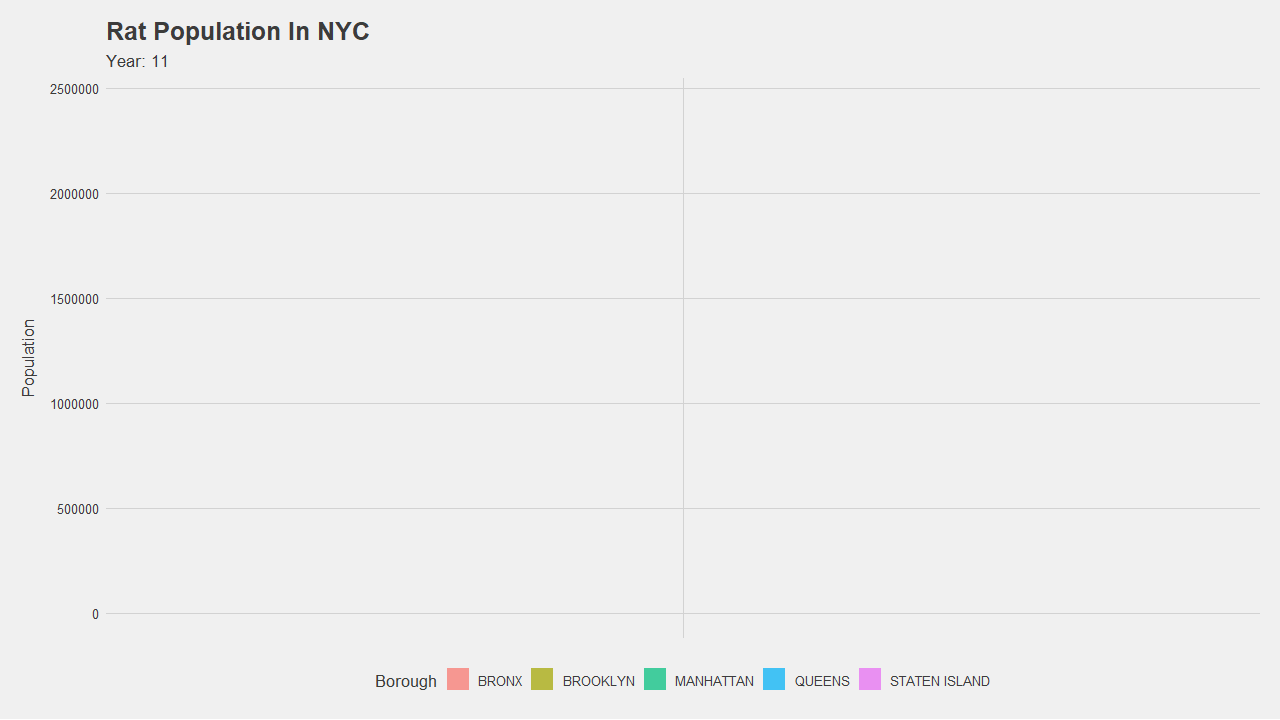 Rat Population In NYC
Year: 11
2500000
2000000
1500000
1000000
500000
0
Population
Borough BRONX BROOKLYN MANHATTAN QUEENS STATEN ISLAND